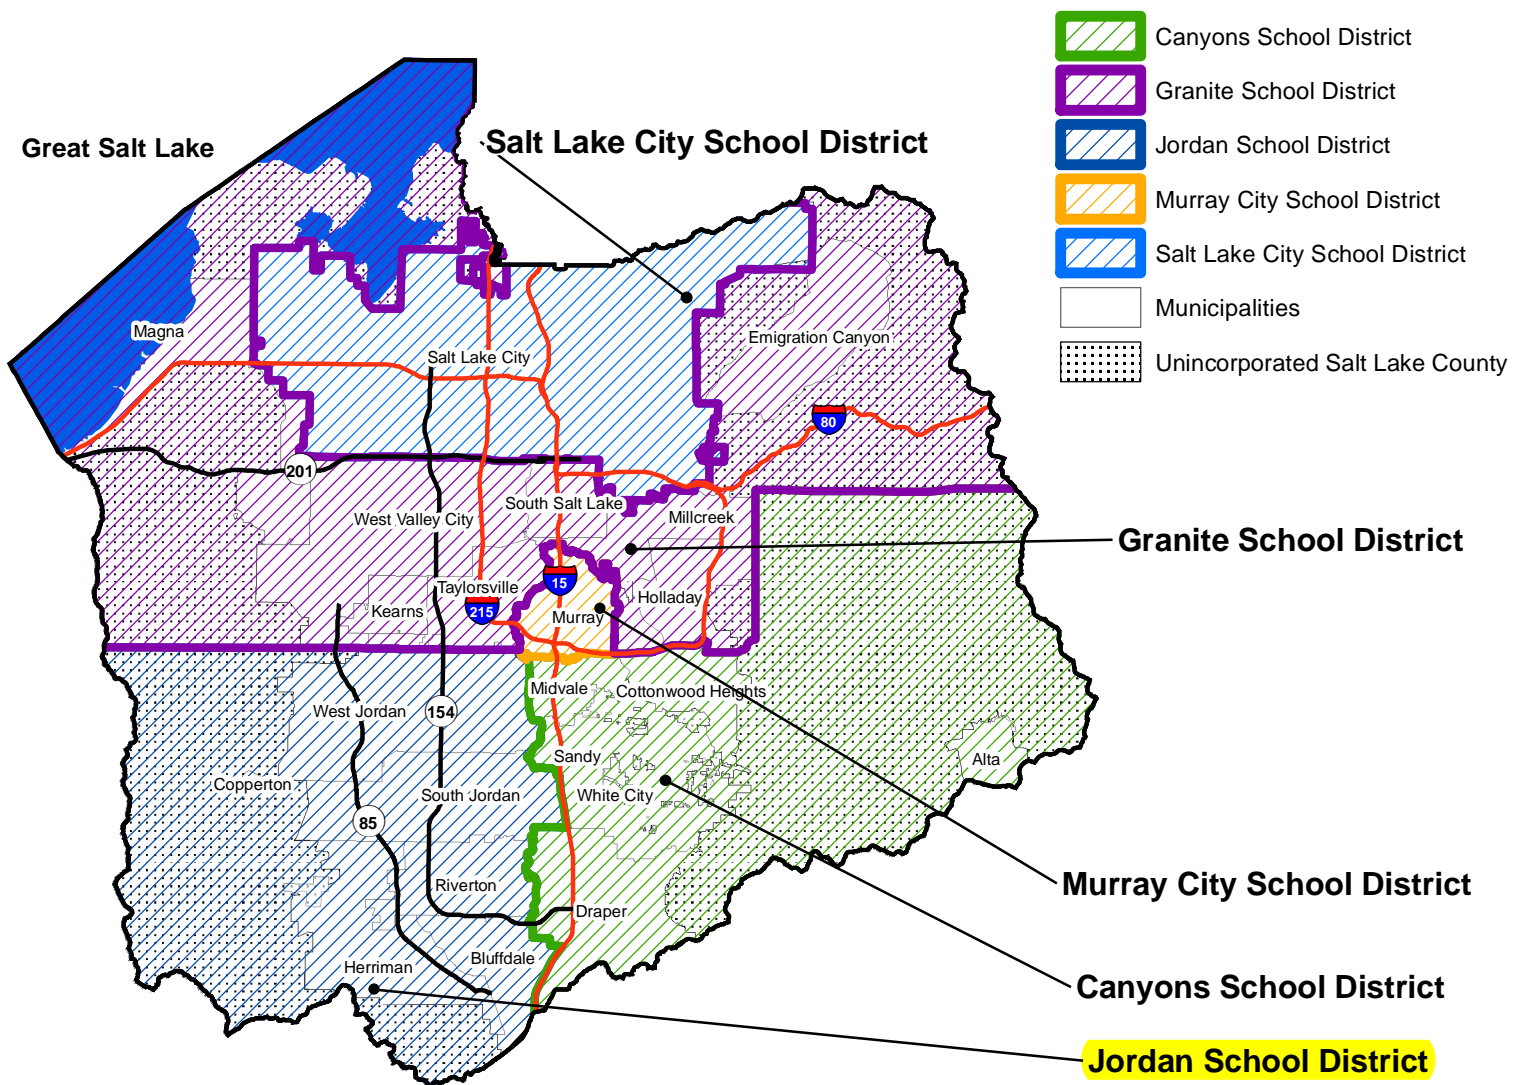 Canyons School District
Granite School District
Jordan School District
Murray City School District
Salt Lake City School District
Municipalities
Unincorporated Salt Lake County
Great Salt Lake
Salt Lake City School District
Magna
Salt Lake City
Emigration Canyon
80
201
South Salt Lake
West Valley City
Millcreek
Granite School District
15
Taylorsville
215
Kearns
Holladay
Murray
Midvale
Cottonwood Heights
West Jordan
154
Sandy
Alta
Copperton
South Jordan
White City
85
Riverton
Murray City School District
Draper
Bluffdale
Herriman
Canyons School District
Jordan School District